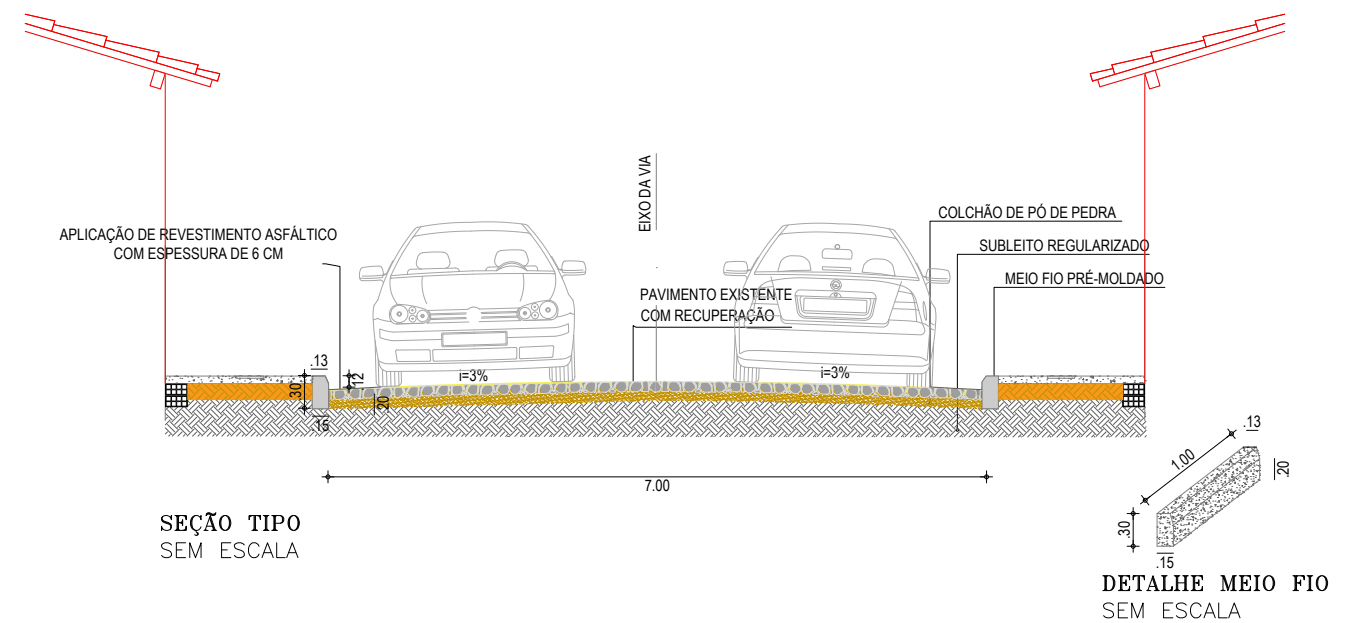 EIXO DA VIA
COLCHÃO DE PÓ DE PEDRA
APLICAÇÃO DE REVESTIMENTO ASFÁLTICO
COM ESPESSURA DE 6 CM
SUBLEITO REGULARIZADO
MEIO FIO PRÉ-MOLDADO
PAVIMENTO EXISTENTE
COM RECUPERAÇÃO
.13
.30
12
i=3%
i=3%
20
.15
7.00
SEÇÃO TIPO
SEM ESCALA
.13
1.00
.20
.30
.15
DETALHE MEIO FIO
SEM ESCALA